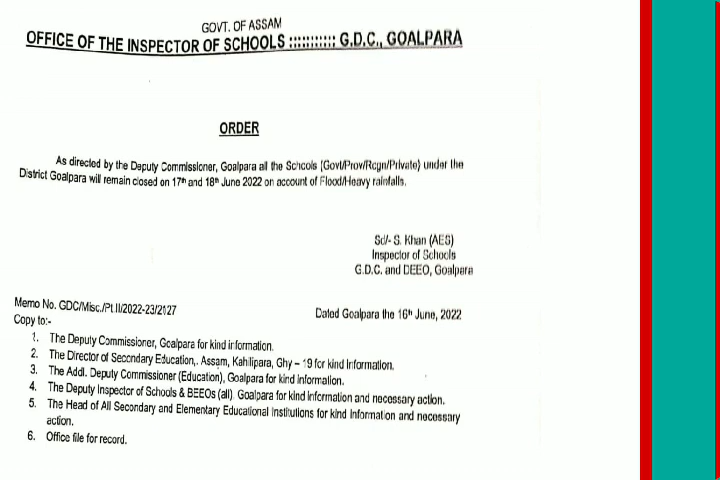 GOVT. OF ASSAM
OFFICE OF THE INSPECTOR OF SCHOOLS ::::::::::: G.D.C., GOALPARA
ORDER
As directed by the Deputy Commissioner, Goalpara all the Schools (Govt/Prov/Rcgn/Private) under the
District Goalpara will remain closed on 17th and 18th June 2022 on account of Flood/Heavy rainfalls.
Sd/- S. Khan (AES)
Inspector of Schools
G.D.C. and DEEO, Goalpara
Memo No. GDC/Misc./Pt.II/2022-23/2127
Dated Goalpara the 16th June, 2022
Copy to:-
1. The Deputy Commissioner, Goalpara for kind information.
2. The Director of Secondary Education,. Assam, Kahilipara, Ghy – 19 for kind Information.
3. The Addl. Deputy Commissioner (Education), Goalpara for kind information.
4. The Deputy Inspector of Schools & BEEOs (all). Goalpara for kind information and necessary action.
5. The Head of All Secondary and Elementary Educational Institutions for kind Information and necessary
action.
6. Office file for record.